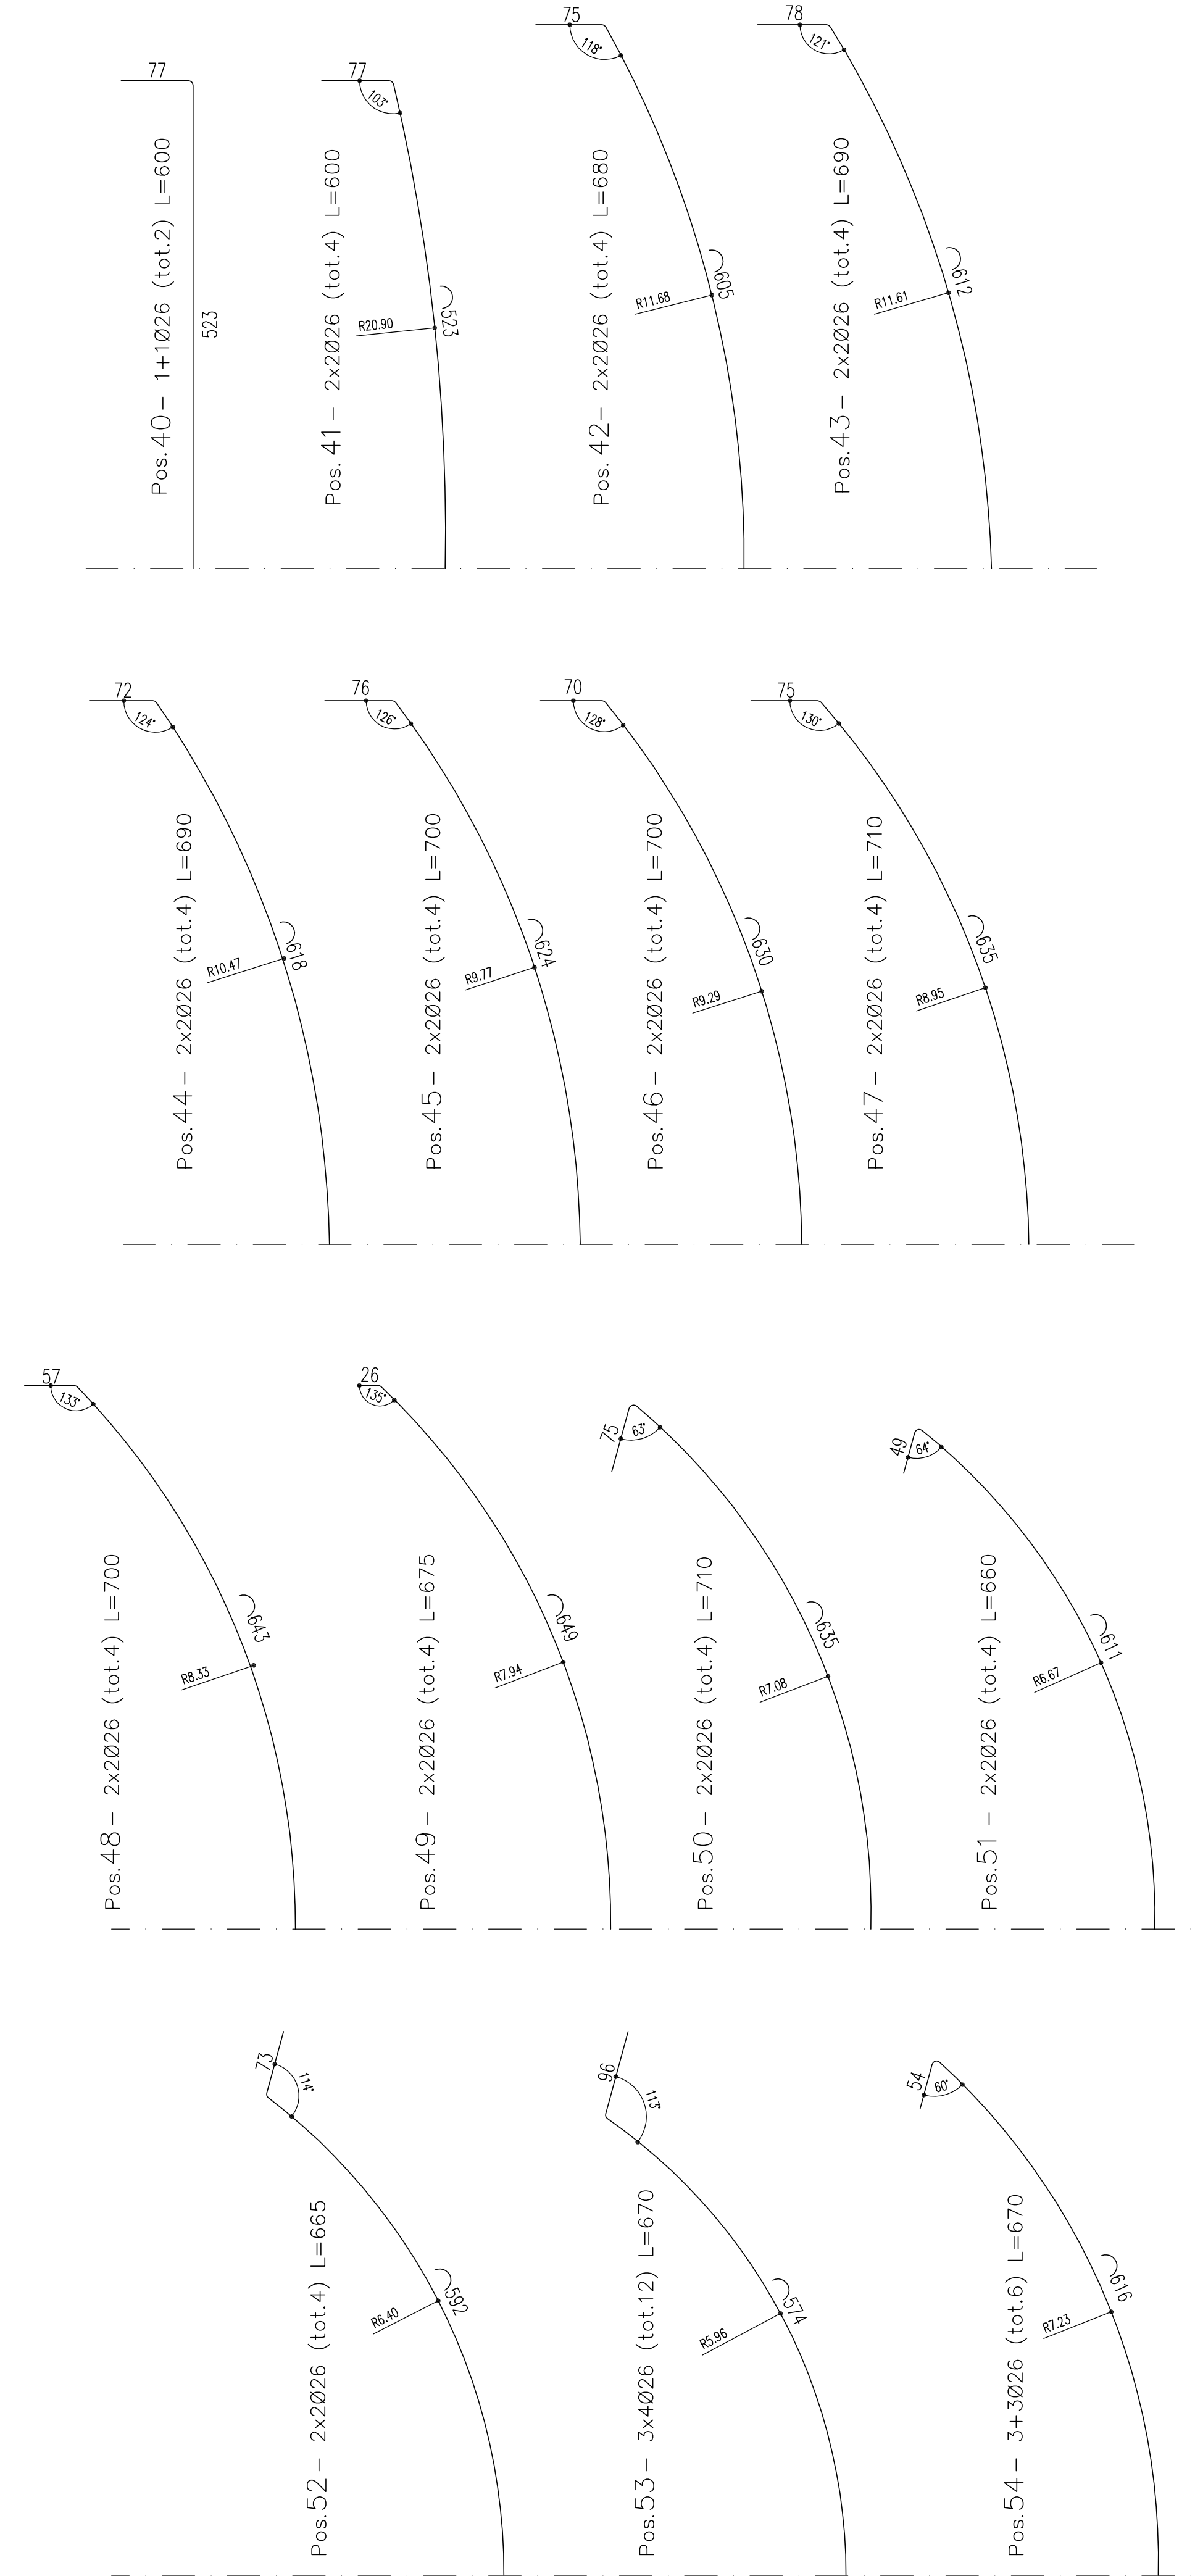 77
Pos.40- 1+1Ø26 (tot.2) L=600
523
77
103°
Pos.41- 2x2Ø26 (tot.4) L=600
R20.90
523
75
118°
Pos.42- 2x2Ø26 (tot.4) L=680
R11.68
605
78
121°
Pos.43- 2x2Ø26 (tot.4) L=690
R11.61
612
72
124°
Pos.44- 2x2Ø26 (tot.4) L=690
R10.47
618
76
126°
Pos.45- 2x2Ø26 (tot.4) L=700
R9.77
624
70
128°
Pos.46- 2x2Ø26 (tot.4) L=700
R9.29
630
75
130°
Pos.47- 2x2Ø26 (tot.4) L=710
R8.95
635
57
133°
Pos.48- 2x2Ø26 (tot.4) L=700
R8.33
643
26
135°
Pos.49- 2x2Ø26 (tot.4) L=675
R7.94
649
75
63°
Pos.50- 2x2Ø26 (tot.4) L=710
R7.08
635
49
64°
Pos.51- 2x2Ø26 (tot.4) L=660
R6.67
611
73
114°
Pos.52- 2x2Ø26 (tot.4) L=665
R6.40
592
96
113°
Pos.53- 3x4Ø26 (tot.12) L=670
R5.96
574
54
60°
Pos.54- 3+3Ø26 (tot.6) L=670
R7.23
616